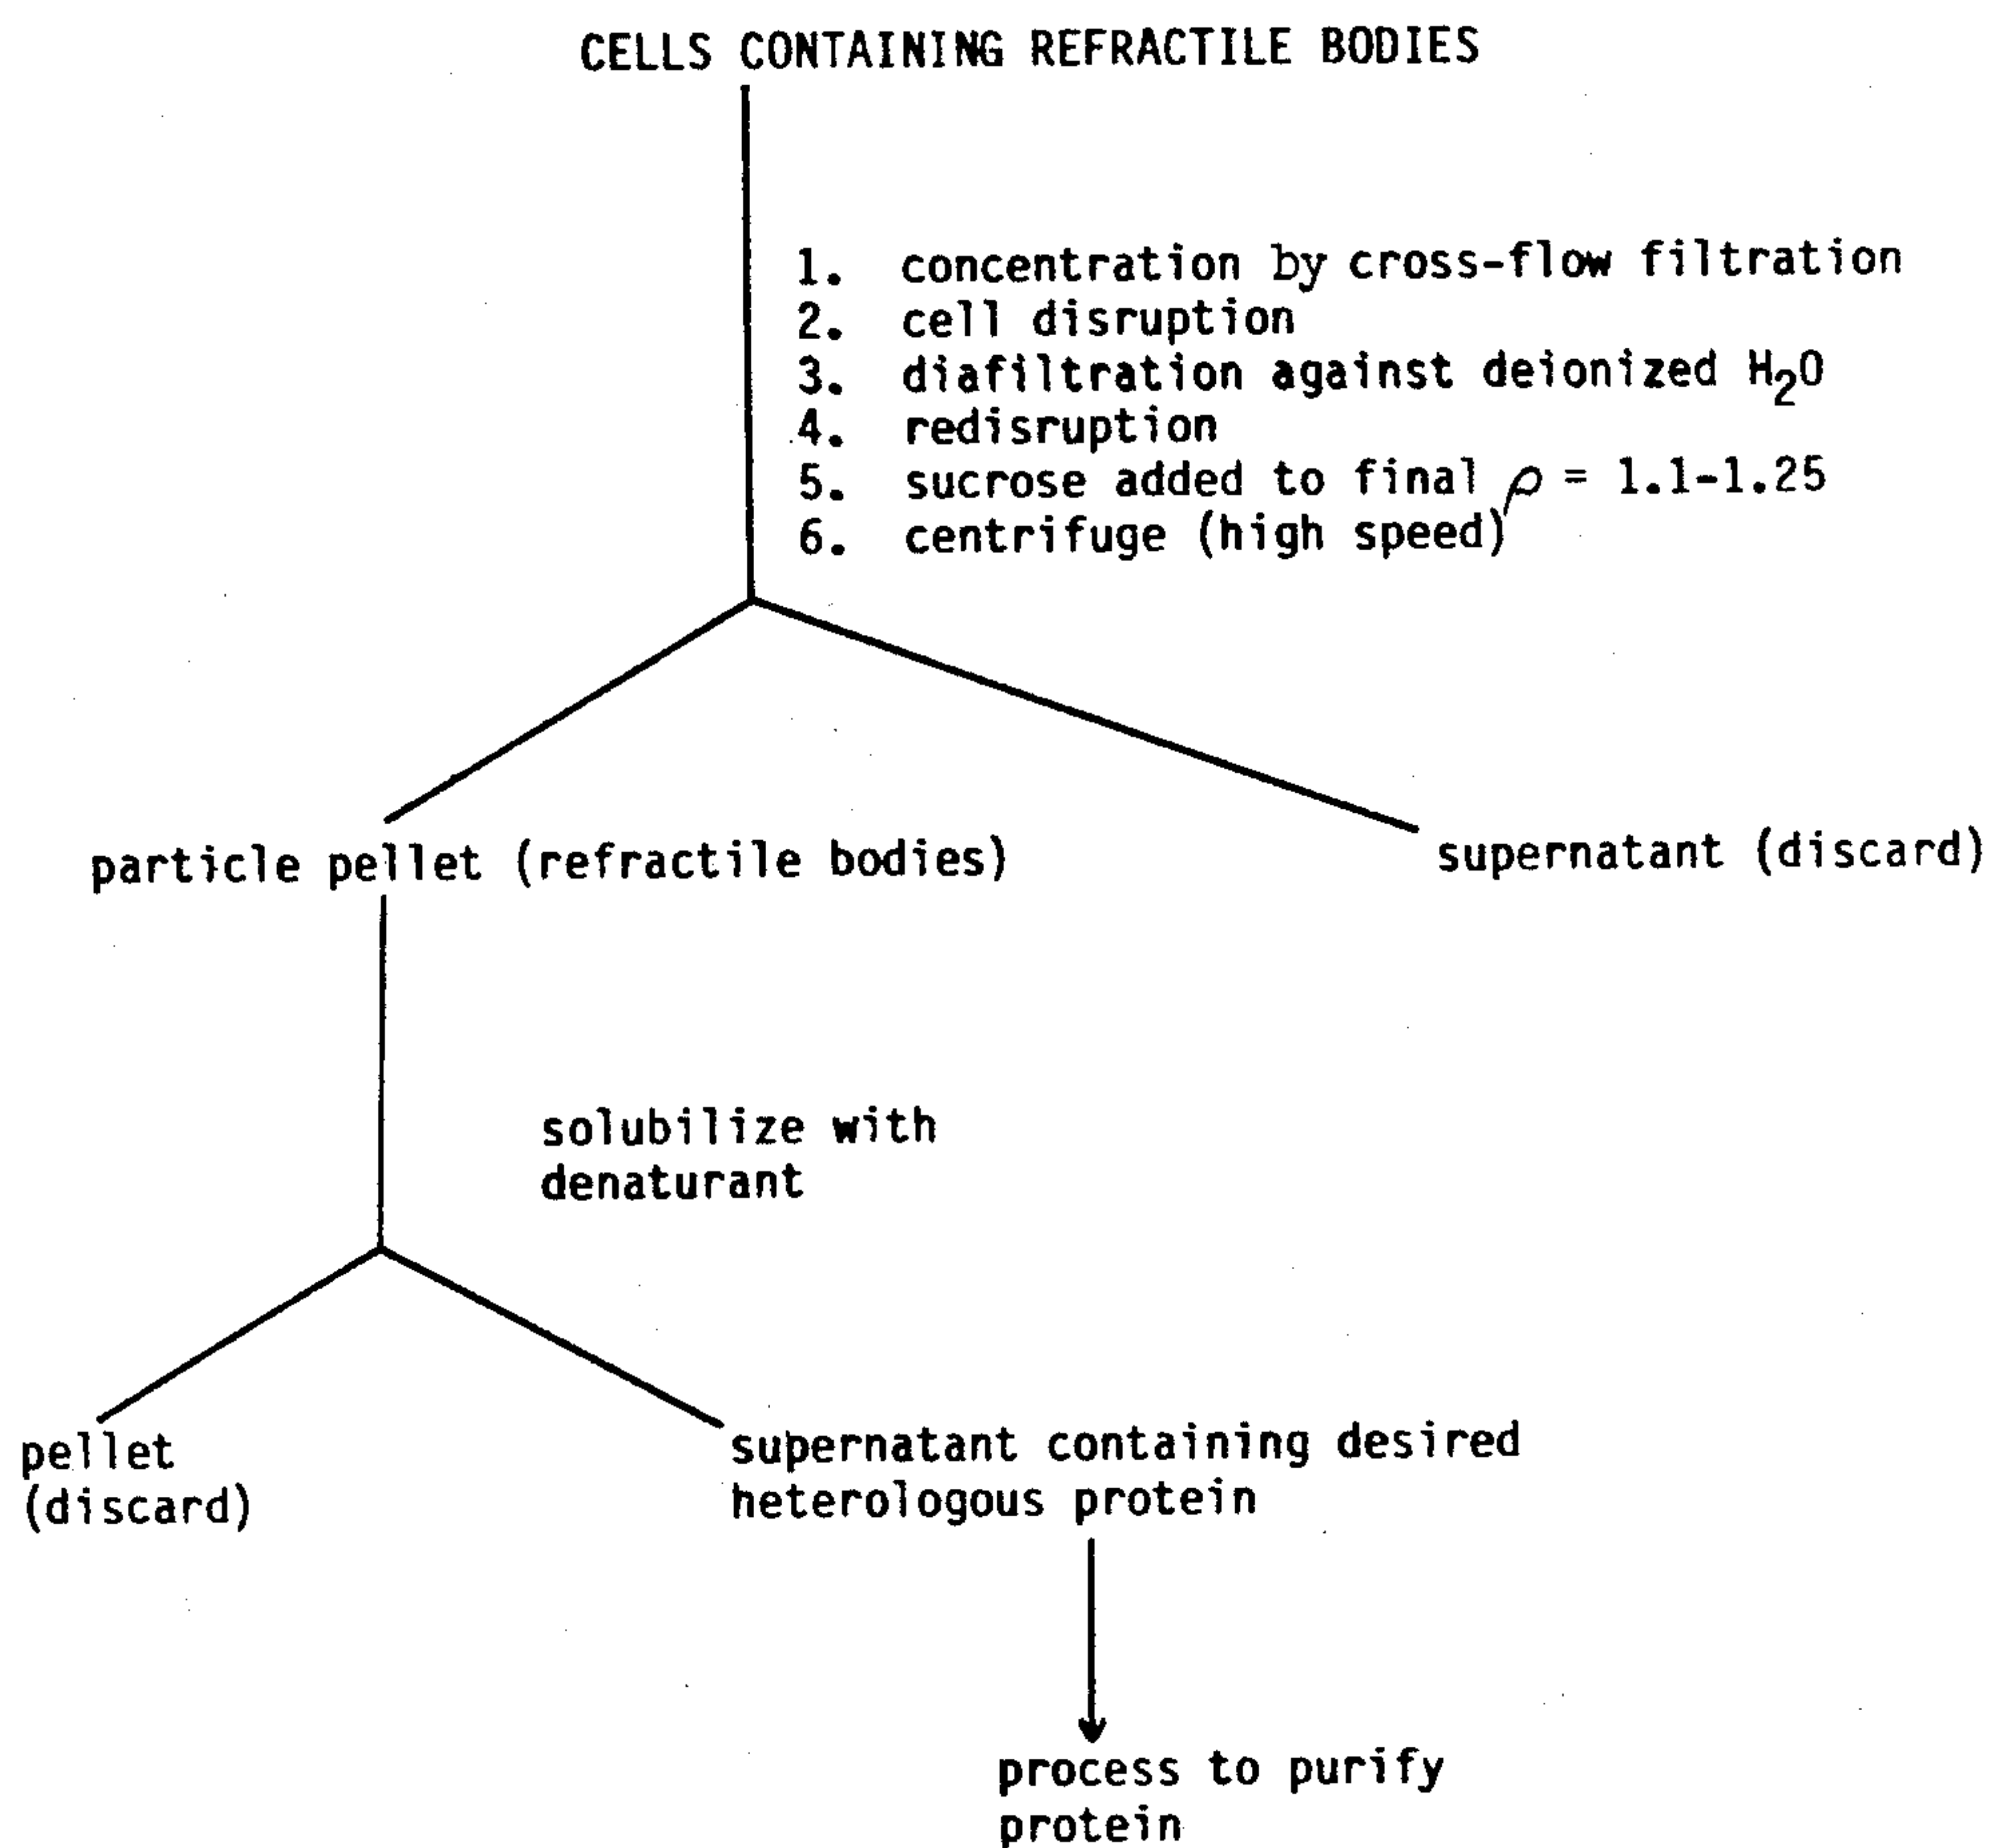 CELLS CONTAINING REFRACTILE BODIES
1. concentration by cross-flow filtration
2. cell disruption
3. diafiltration against deionized H₂O
4. redisruption
5. sucrose added to final ρ = 1.1-1.25
6. centrifuge (high speed)
particle pellet (refractile bodies)
supernatant (discard)
solubilize with
denaturant
pellet
(discard)
supernatant containing desired
heterologous protein
process to purify
protein